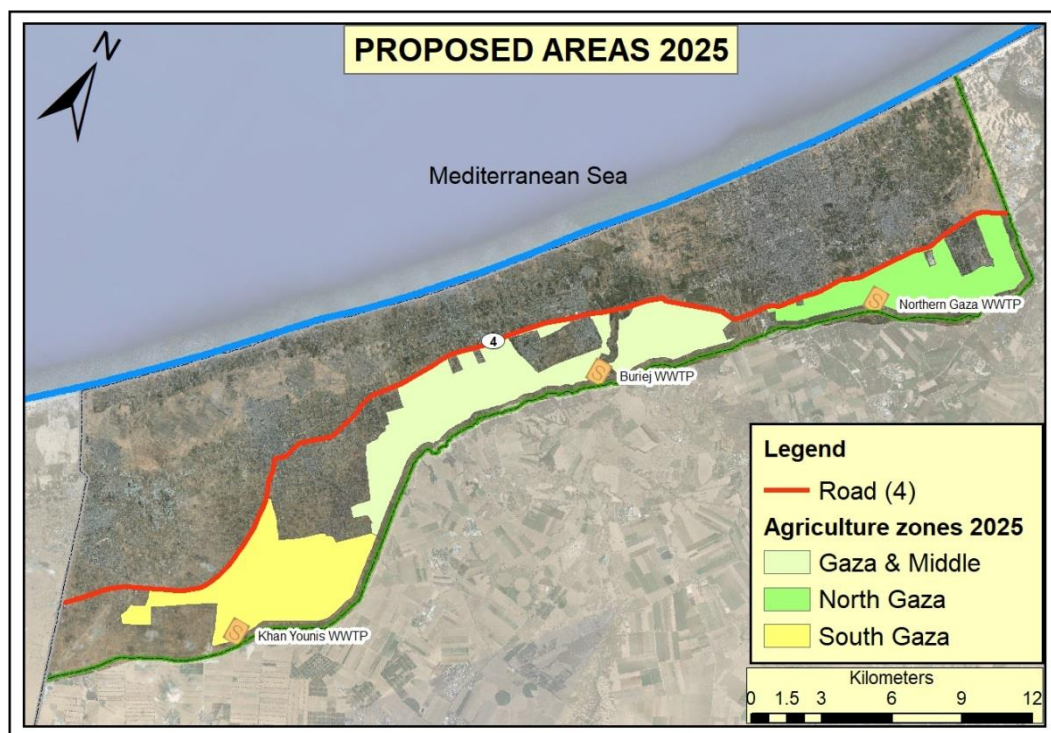 PROPOSED AREAS 2025
N
Mediterranean Sea
Northern Gaza WWTP
S
4
S
Buriej WWTP
S
Khan Younis WWTP
Legend
Road (4)
Agriculture zones 2025
Gaza & Middle
North Gaza
South Gaza
Kilometers
0 1.5 3 6 9 12